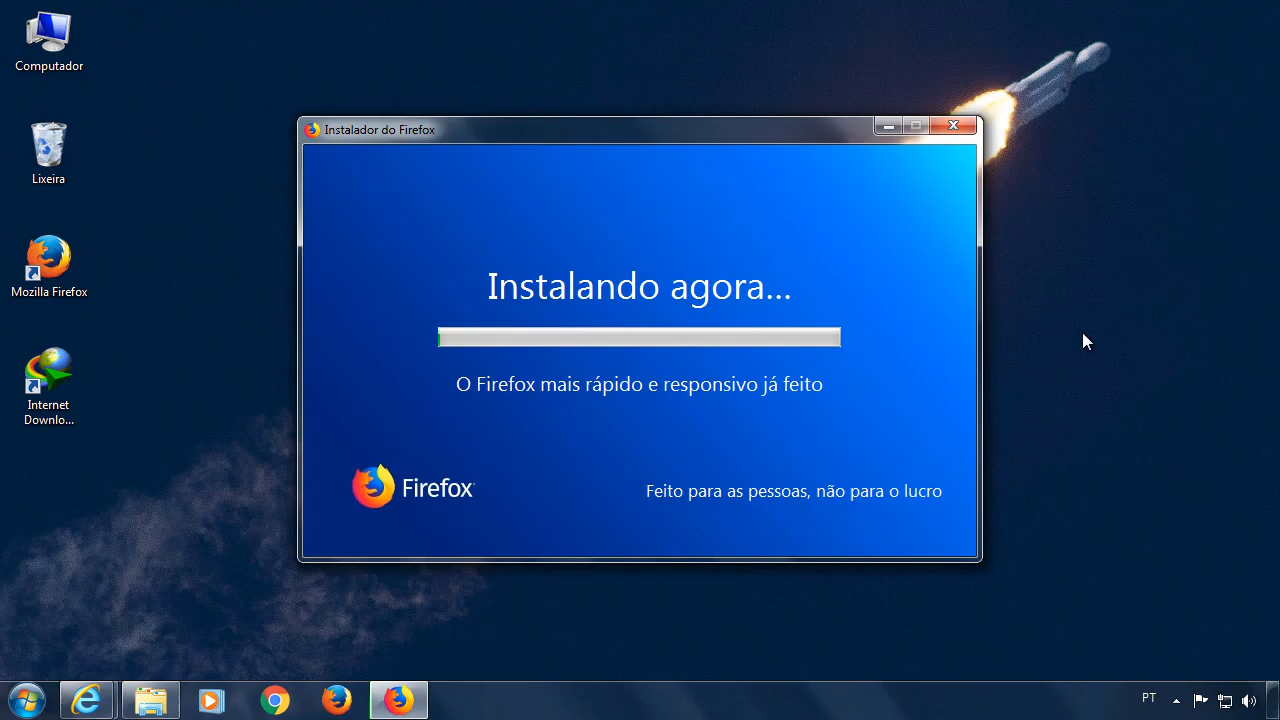 Computador
Lixeira
Mozilla Firefox
Internet
Downlo...
Instalador do Firefox
Instalando agora...
O Firefox mais rápido e responsivo já feito
Firefox
Feito para as pessoas, não para o lucro
PT